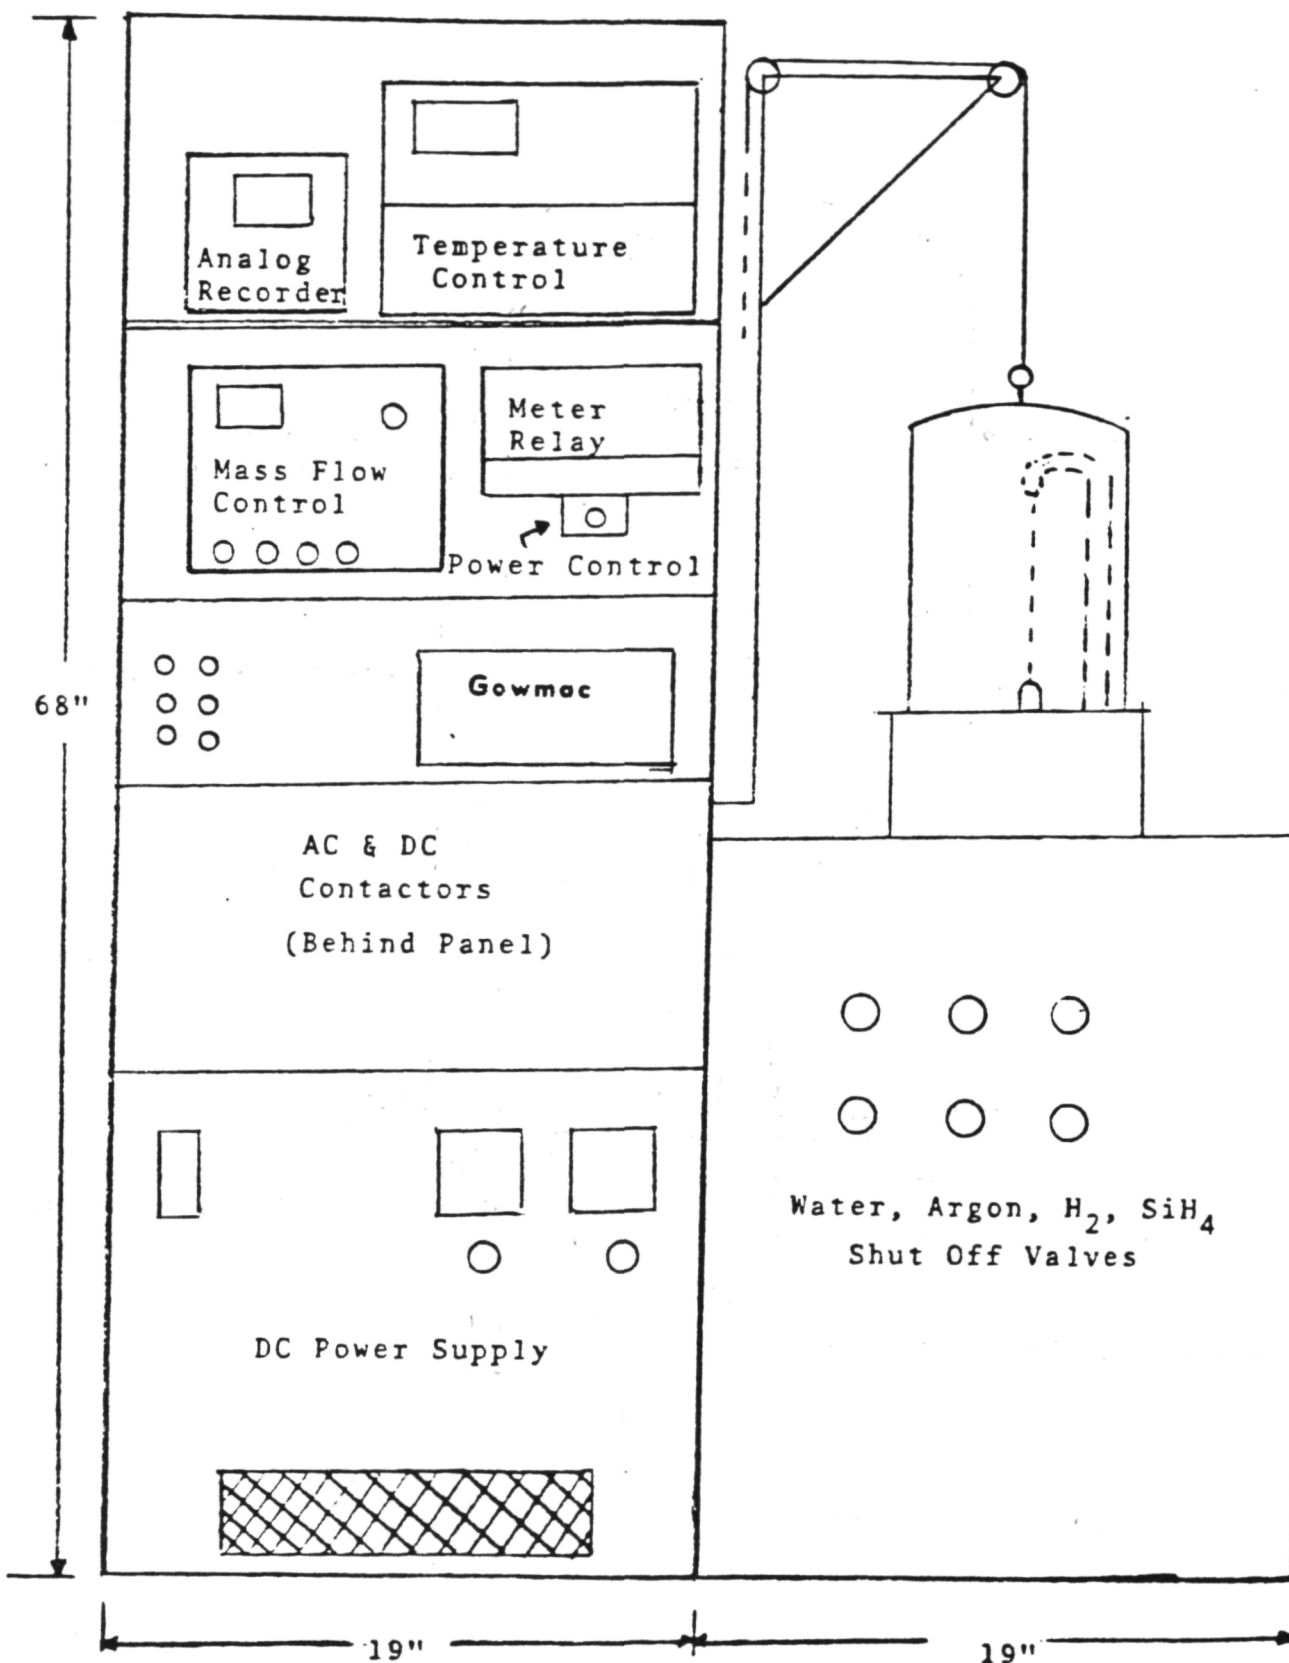 Analog
Recorder
Temperature
Control
Mass Flow
Control
Meter
Relay
Power Control
68"
Gowmac
AC & DC
Contactors
(Behind Panel)
Water, Argon, H₂, SiH₄
Shut Off Valves
DC Power Supply
19"
19"